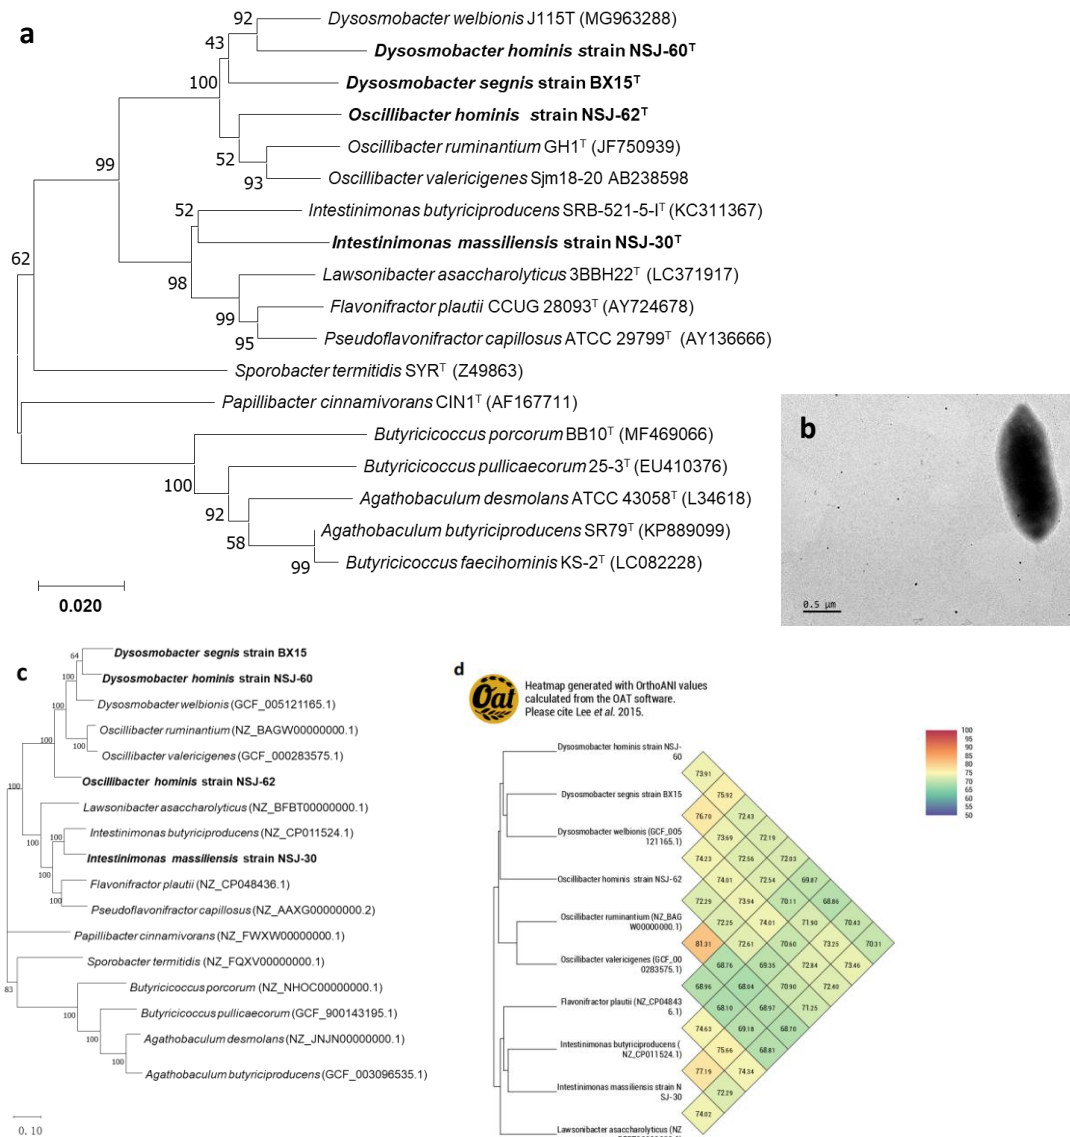 a
92
Dysosmobacter welbionis J115T (MG963288)
43
Dysosmobacter hominis strain NSJ-60T
100
Dysosmobacter segnis strain BX15T
Oscillibacter hominis strain NSJ-62T
99
52
Oscillibacter ruminantium GH1T (JF750939)
93
Oscillibacter valericigenes Sjm18-20 AB238598
52
Intestinimonas butyriciproducens SRB-521-5-IT (KC311367)
Intestinimonas massiliensis strain NSJ-30T
62
98
Lawsonibacter asaccharolyticus 3BBH22T (LC371917)
99
Flavonifractor plautii CCUG 28093T (AY724678)
95
Pseudoflavonifractor capillosus ATCC 29799T (AY136666)
Sporobacter termitidis SYRT (Z49863)
Papillibacter cinnamivorans CIN1T (AF167711)
Butyricicoccus porcorum BB10T (MF469066)
100
Butyricicoccus pullicaecorum 25-3T (EU410376)
92
Agathobaculum desmolans ATCC 43058T (L34618)
58
Agathobaculum butyriciproducens SR79T (KP889099)
99
Butyricicoccus faecihominis KS-2T (LC082228)
0.020
b
0.5 µm
c
64
Dysosmobacter segnis strain BX15
100
Dysosmobacter hominis strain NSJ-60
100
Dysosmobacter welbionis (GCF_005121165.1)
Oscillibacter ruminantium (NZ_BAGW00000000.1)
100
100
Oscillibacter valericigenes (GCF_000283575.1)
Oscillibacter hominis strain NSJ-62
100
Lawsonibacter asaccharolyticus (NZ_BFBT00000000.1)
100
Intestinimonas butyriciproducens (NZ_CP011524.1)
100
Intestinimonas massiliensis strain NSJ-30
Flavonifractor plautii (NZ_CP048436.1)
100
Pseudoflavonifractor capillosus (NZ_AAXG00000000.2)
Papillibacter cinnamivorans (NZ_FWXW00000000.1)
Sporobacter termitidis (NZ_FQXV00000000.1)
83
Butyricicoccus porcorum (NZ_NHOC00000000.1)
100
Butyricicoccus pullicaecorum (GCF_900143195.1)
100
Agathobaculum desmolans (NZ_JNJN00000000.1)
100
Agathobaculum butyriciproducens (GCF_003096535.1)
0.10
d
Oat
Heatmap generated with OrthoANI values
calculated from the OAT software.
Please cite Lee et al. 2015.
100
95
90
85
80
75
70
65
60
55
50
Dysosmobacter hominis strain NSJ-
60
Dysosmobacter segnis strain BX15
Dysosmobacter welbionis (GCF_005
121165.1)
Oscillibacter hominis strain NSJ-62
Oscillibacter ruminantium (NZ_BAG
W00000000.1)
Oscillibacter valericigenes (GCF_00
0283575.1)
Flavonifractor plautii (NZ_CP04843
6.1)
Intestinimonas butyriciproducens (
NZ_CP011524.1)
Intestinimonas massiliensis strain N
SJ-30
Lawsonibacter asaccharolyticus (NZ
73.91
75.92
76.70 72.43
73.69 72.19
74.23 72.56 72.03
74.01 72.54 69.87
72.29 73.94 70.11 68.86
72.25 74.01 71.90 70.43
81.31 72.61 70.60 73.25 70.31
68.76 69.35 72.84 73.46
68.96 68.04 70.90 72.40
68.10 68.97 71.25
74.63 69.18 68.70
75.66 68.81
77.19 74.34
72.29
74.02